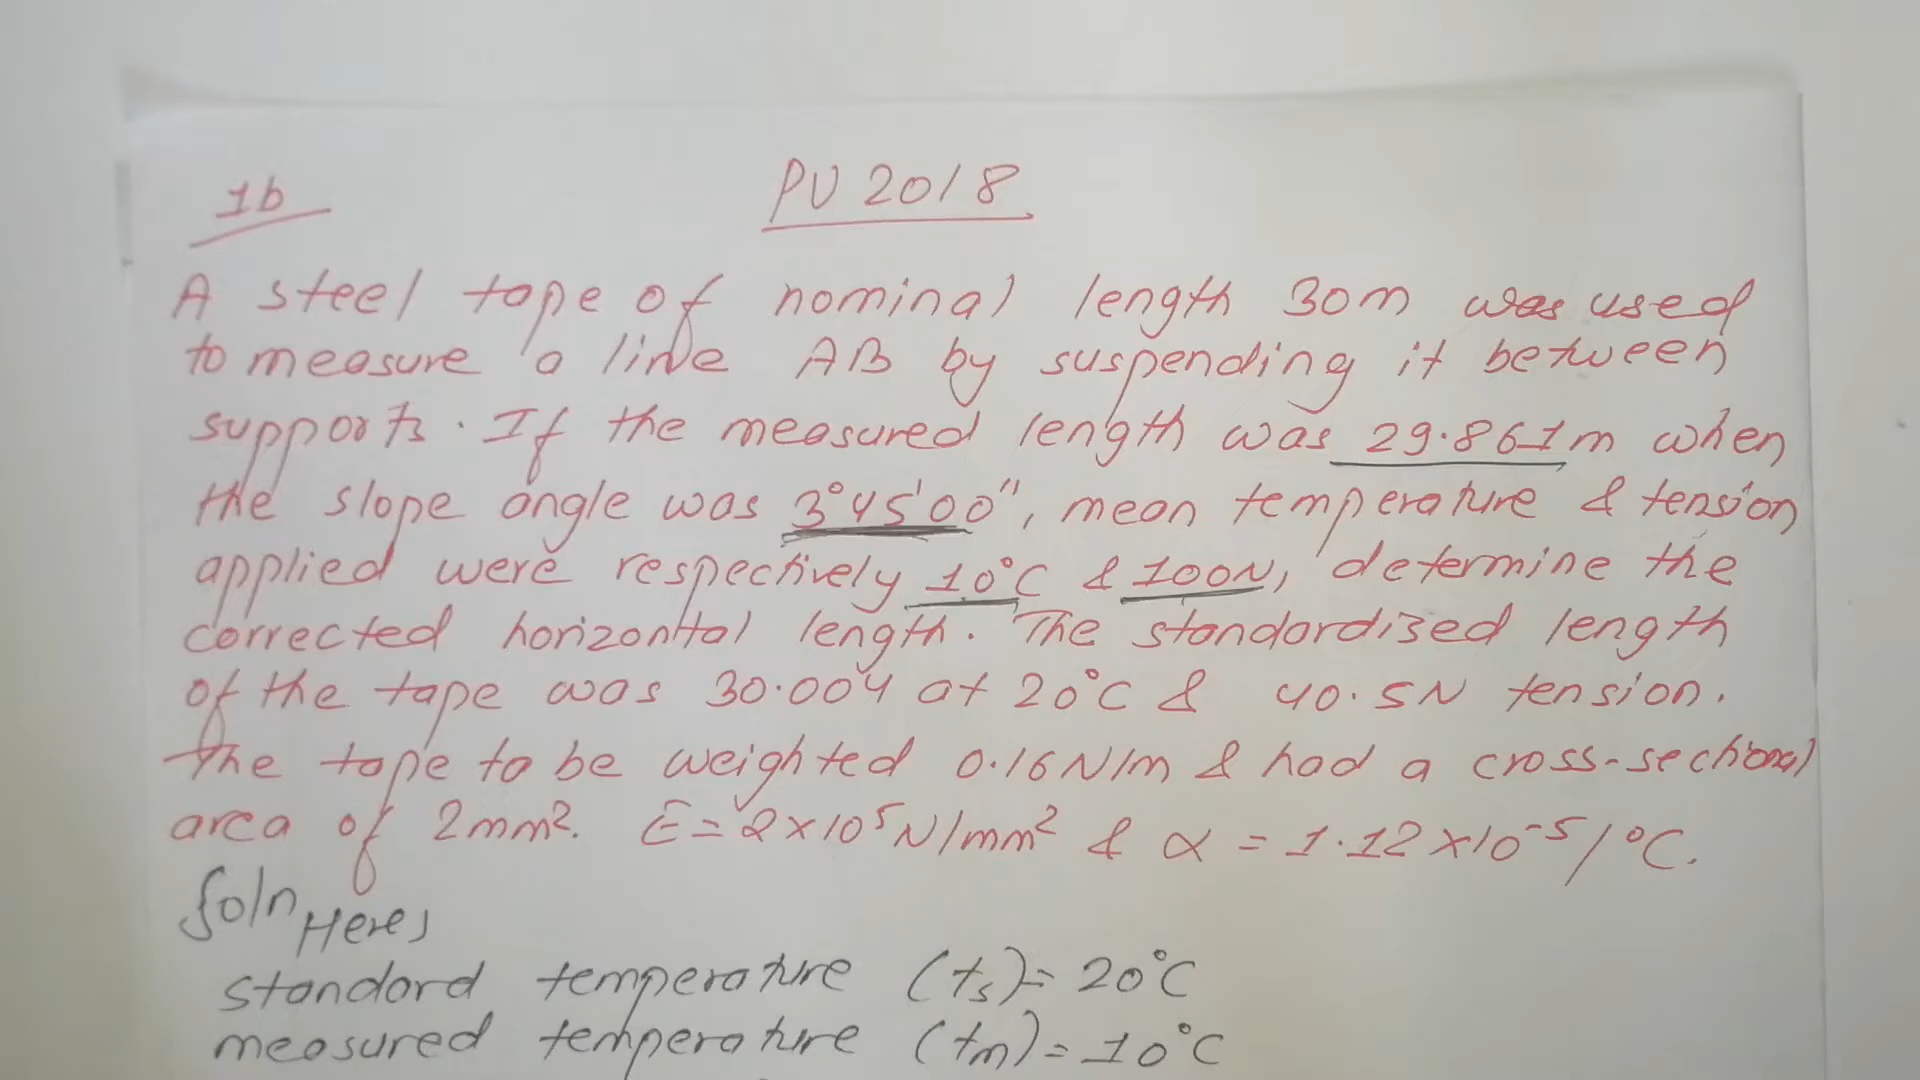 1b
PU 2018
A steel tape of nominal length 30m was used
to measure a line AB by suspending it between
supports. If the measured length was 29.861m when
the slope angle was 3°45'00", mean temperature & tension
applied were respectively 10°C & 100N, determine the
corrected horizontal length. The standardized length
of the tape was 30.004 at 20°C & 40.5N tension.
The tape to be weighted 0.16N/m & had a cross-sectional
area of 2mm². E=2×10⁵N/mm² & α = 1.12×10⁻⁵/°C.
Soln Here,
standard temperature (ts)= 20°C
measured temperature (tm)= 10°C